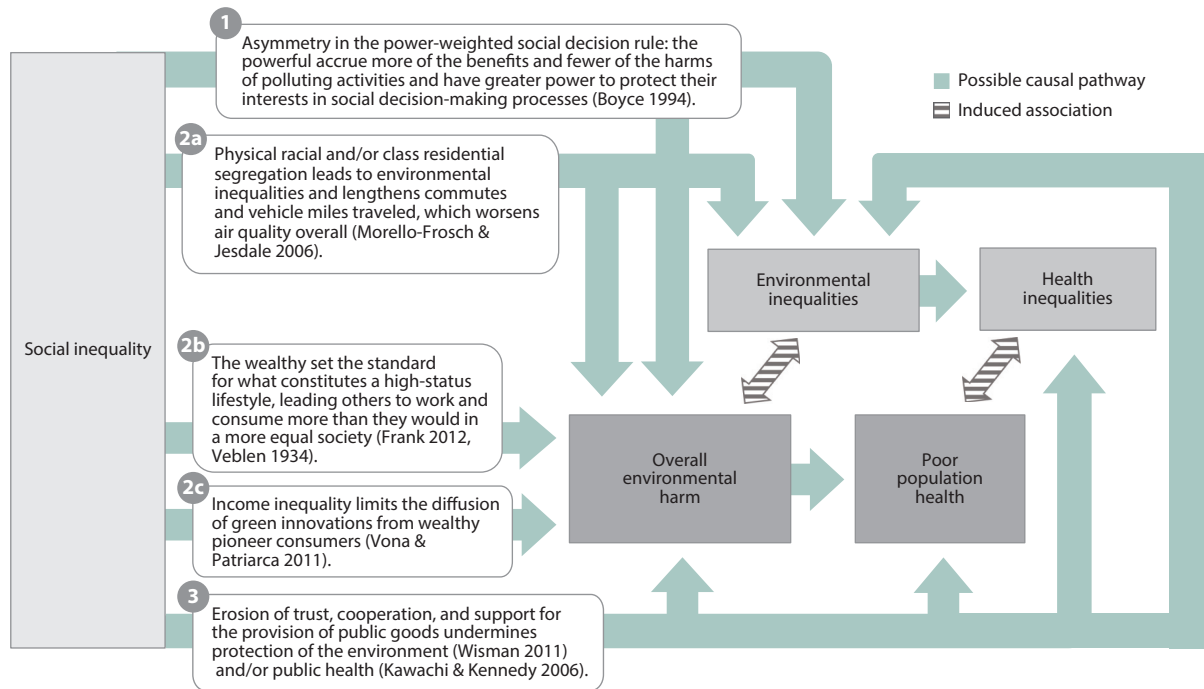 1
Asymmetry in the power-weighted social decision rule: the
powerful accrue more of the benefits and fewer of the harms
of polluting activities and have greater power to protect their
interests in social decision-making processes (Boyce 1994).
Possible causal pathway
Induced association
2a
Physical racial and/or class residential
segregation leads to environmental
inequalities and lengthens commutes
and vehicle miles traveled, which worsens
air quality overall (Morello-Frosch &
Jesdale 2006).
Environmental
inequalities
Health
inequalities
Social inequality
2b
The wealthy set the standard
for what constitutes a high-status
lifestyle, leading others to work and
consume more than they would in
a more equal society (Frank 2012,
Veblen 1934).
Overall
environmental
harm
Poor
population
health
2c
Income inequality limits the diffusion
of green innovations from wealthy
pioneer consumers (Vona &
Patriarca 2011).
3
Erosion of trust, cooperation, and support for
the provision of public goods undermines
protection of the environment (Wisman 2011)
and/or public health (Kawachi & Kennedy 2006).